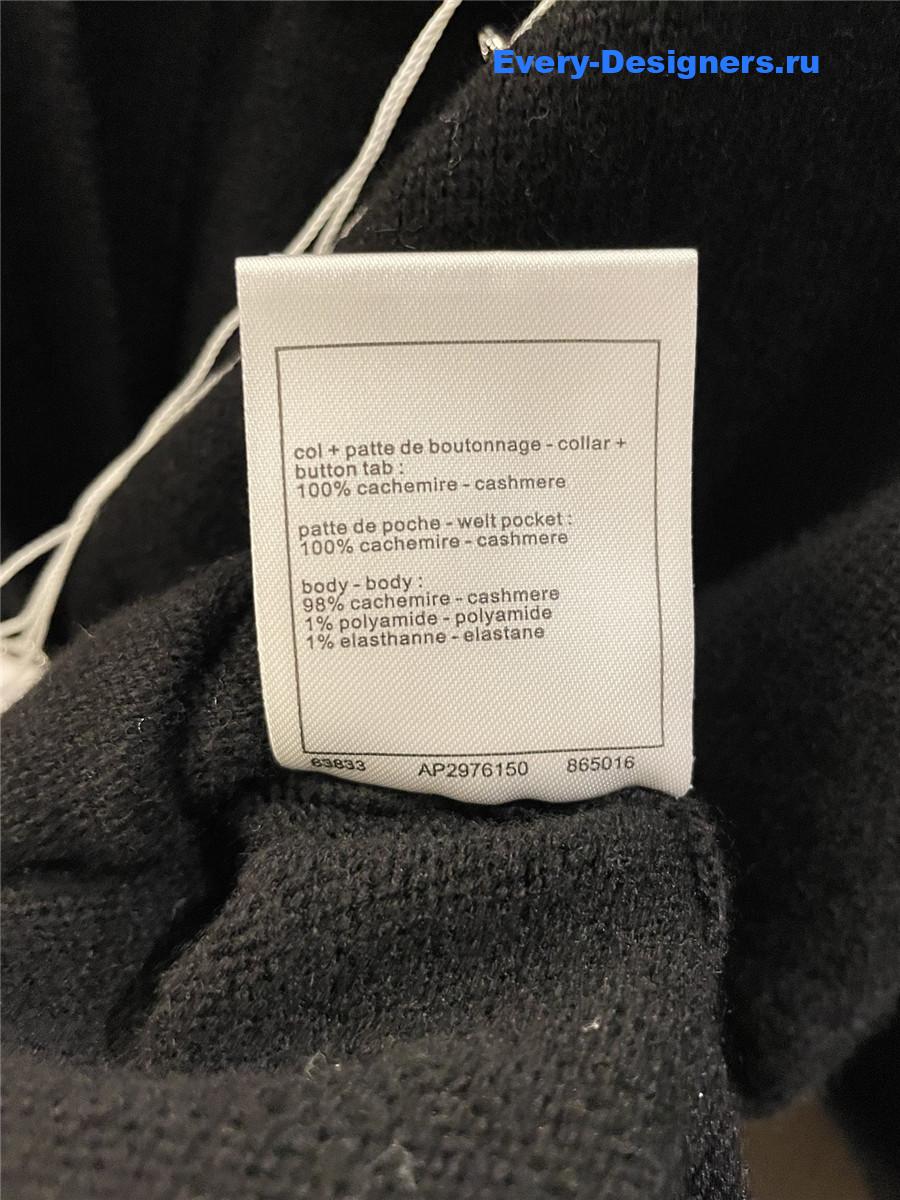 Every-Designers.ru
col + patte de boutonnage - collar +
button tab :
100% cachemire - cashmere
patte de poche - welt pocket :
100% cachemire - cashmere
body - body :
98% cachemire - cashmere
1% polyamide - polyamide
1% elasthanne - elastane
63833 AP2976150 865016